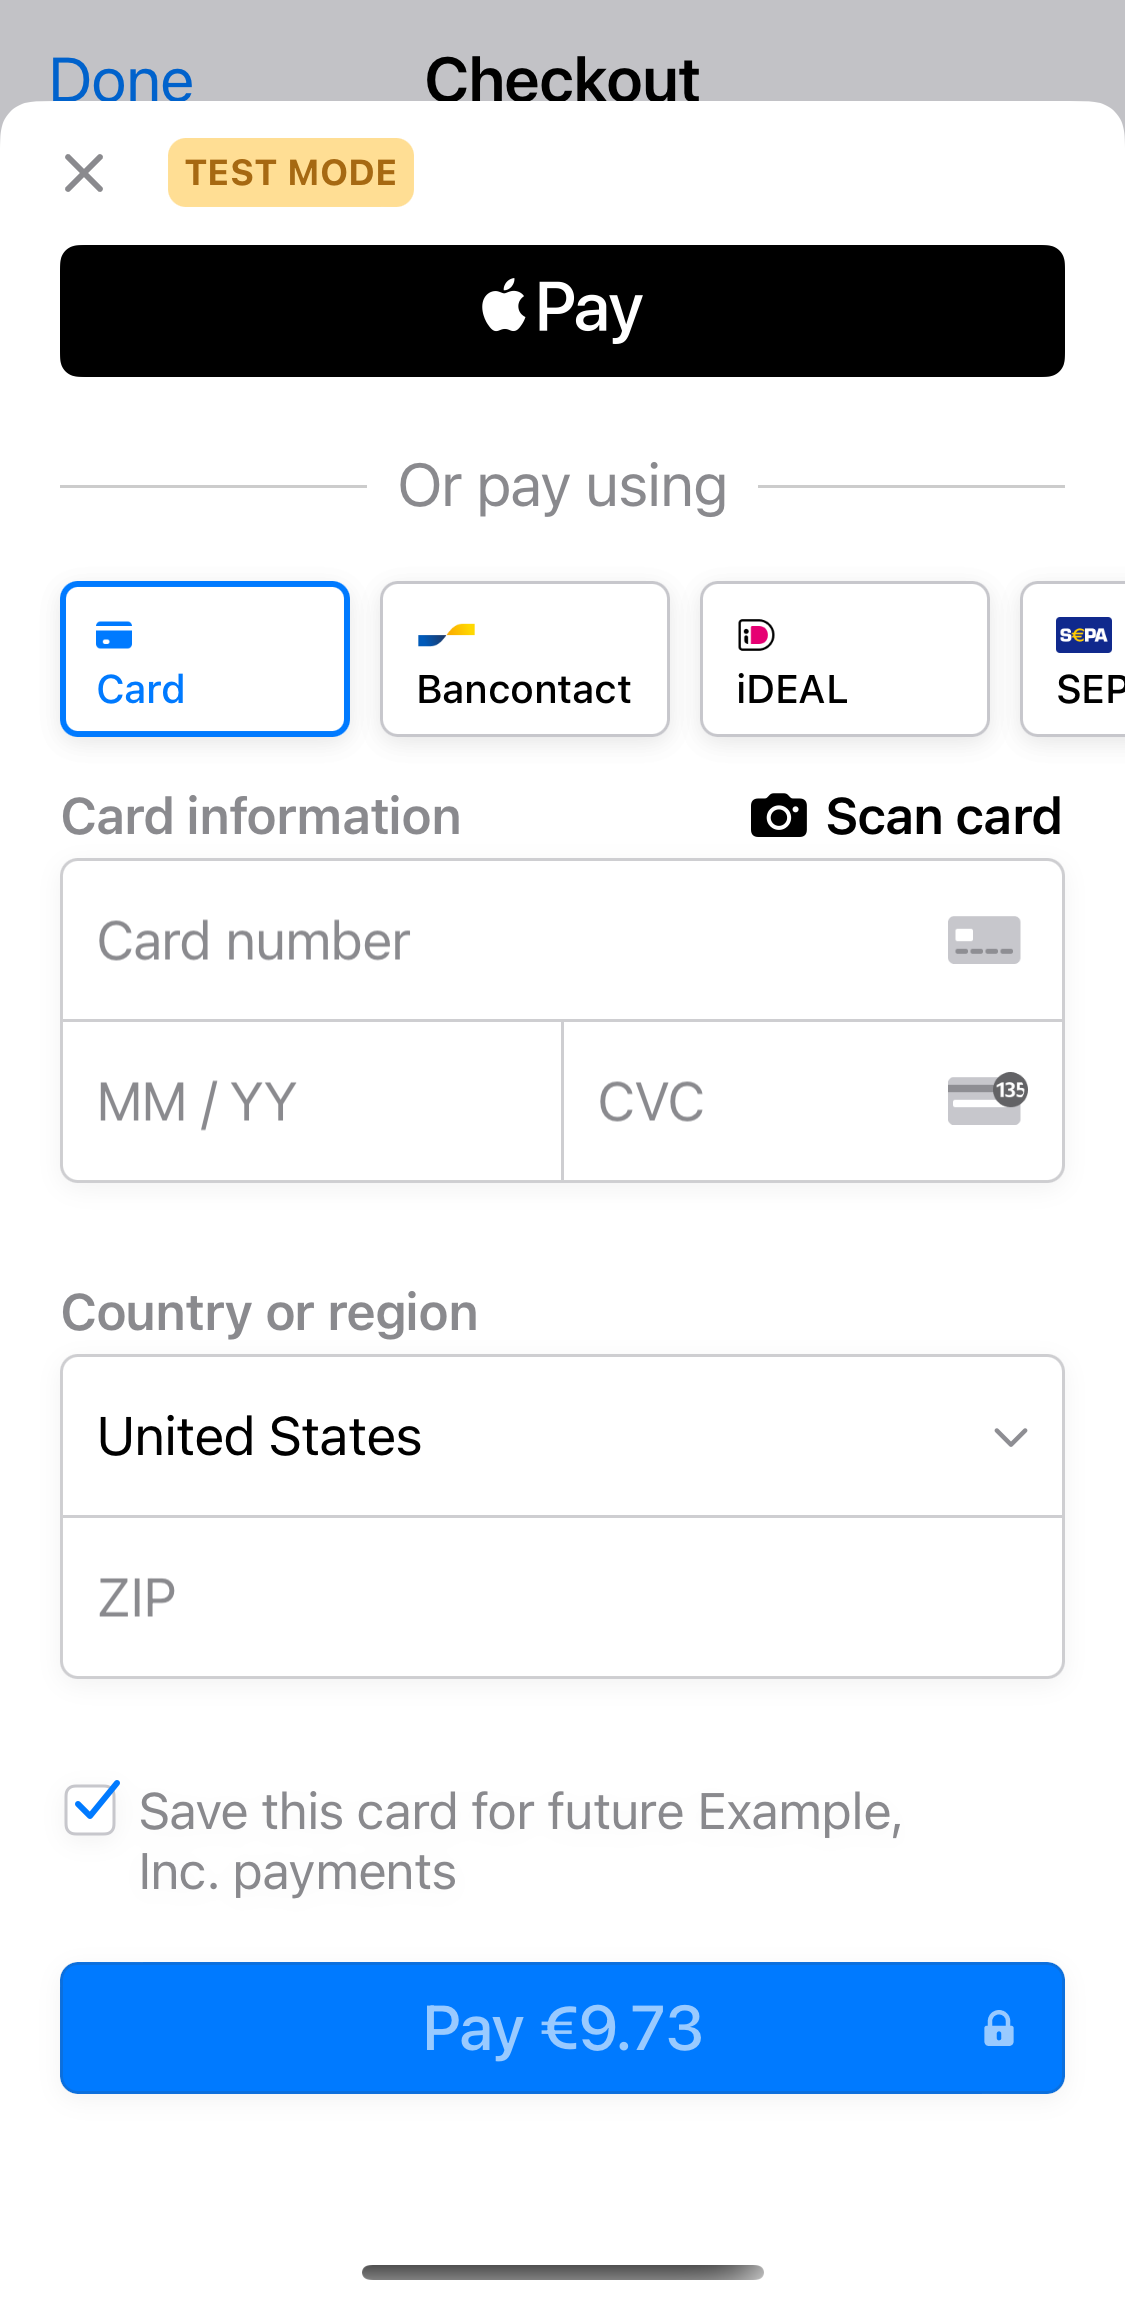 Done
Checkout
TEST MODE
Pay
Or pay using
Card
Bancontact
iDEAL
SEPA
SEP
Card information
Scan card
Card number
MM / YY
CVC
135
Country or region
United States
ZIP
Save this card for future Example,
Inc. payments
Pay €9.73